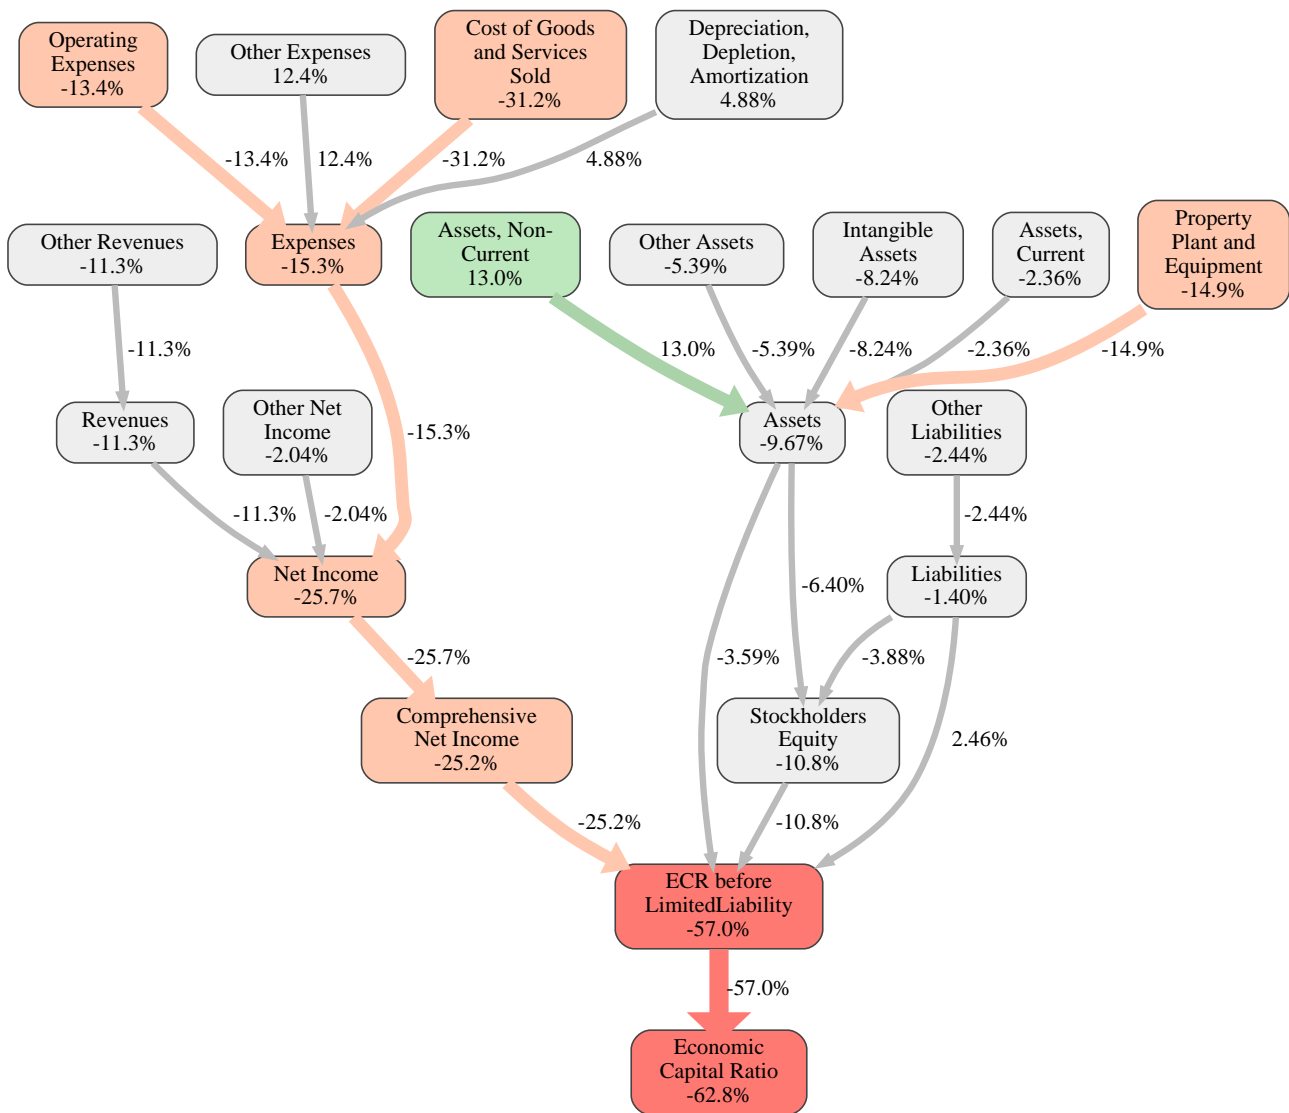 Operating
Expenses
-13.4%
Other Expenses
12.4%
Cost of Goods
and Services
Sold
-31.2%
Depreciation,
Depletion,
Amortization
4.88%
-13.4%
12.4%
-31.2%
4.88%
Other Revenues
-11.3%
Expenses
-15.3%
Assets, Non-
Current
13.0%
Other Assets
-5.39%
Intangible
Assets
-8.24%
Assets,
Current
-2.36%
Property
Plant and
Equipment
-14.9%
-11.3%
13.0%
-5.39%
-8.24%
-2.36%
-14.9%
Revenues
-11.3%
Other Net
Income
-2.04%
-15.3%
Assets
-9.67%
Other
Liabilities
-2.44%
-11.3%
-2.04%
-2.44%
Net Income
-25.7%
-6.40%
Liabilities
-1.40%
-25.7%
-3.59%
-3.88%
Comprehensive
Net Income
-25.2%
Stockholders
Equity
-10.8%
2.46%
-25.2%
-10.8%
ECR before
LimitedLiability
-57.0%
-57.0%
Economic
Capital Ratio
-62.8%